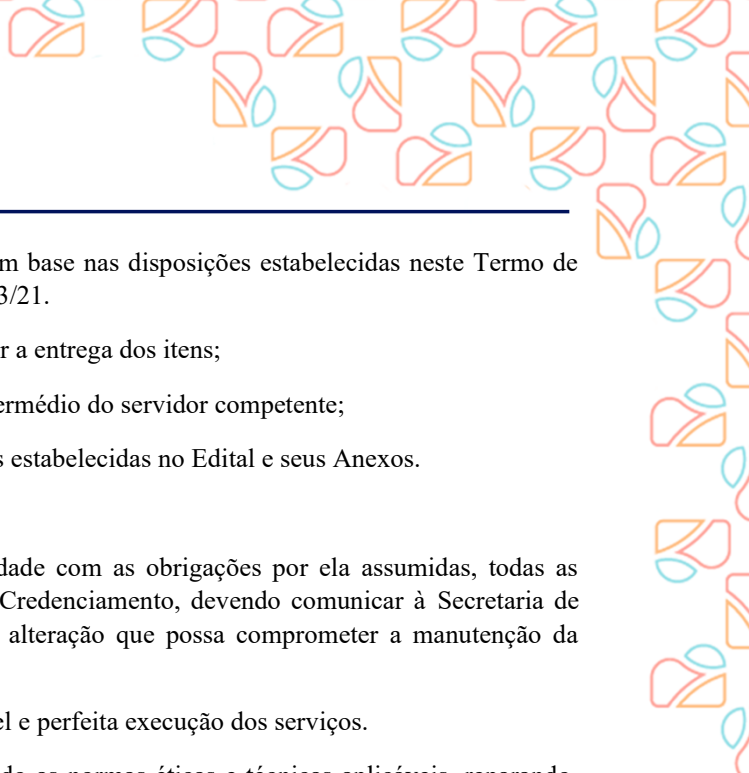 m base nas disposições estabelecidas neste Termo de
3/21.
r a entrega dos itens;
ermédio do servidor competente;
s estabelecidas no Edital e seus Anexos.
dade com as obrigações por ela assumidas, todas as
Credenciamento, devendo comunicar à Secretaria de
alteração que possa comprometer a manutenção da
el e perfeita execução dos serviços.